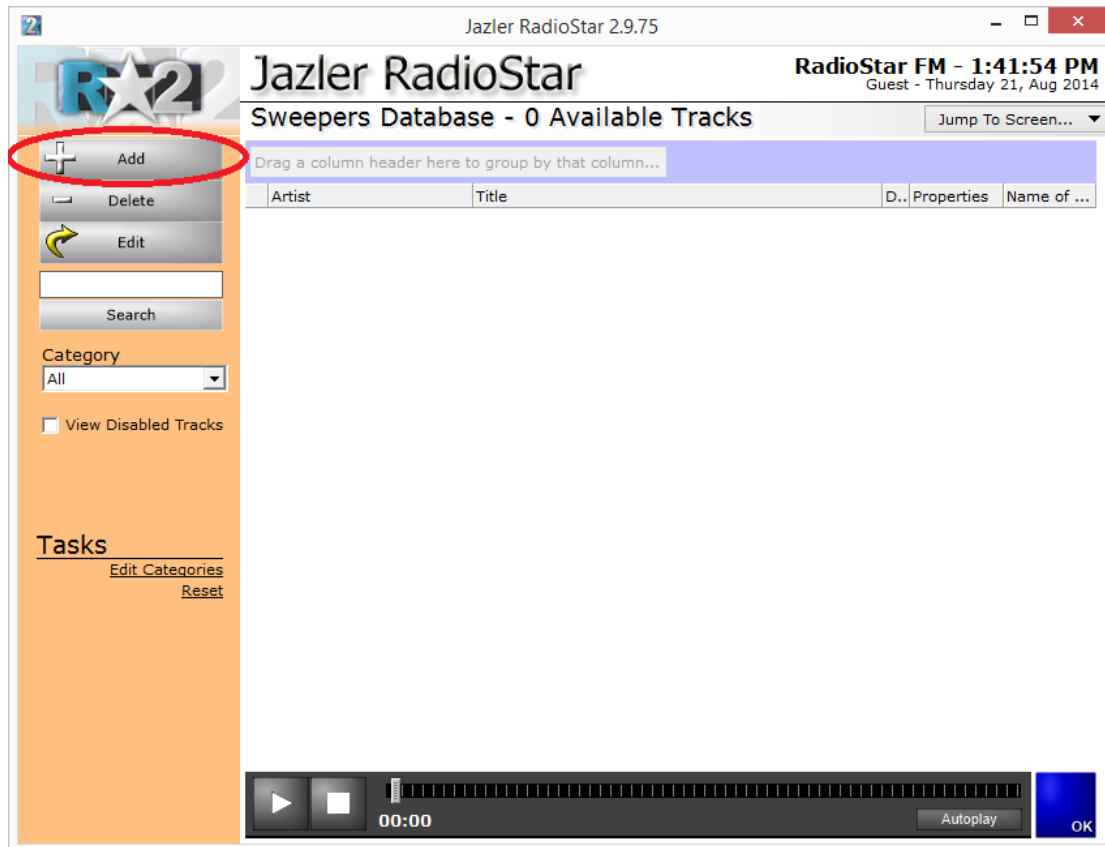 2
Jazler RadioStar 2.9.75
R 2
Jazler RadioStar
RadioStar FM - 1:41:54 PM
Guest - Thursday 21, Aug 2014
Sweepers Database - 0 Available Tracks
Jump To Screen...
Add
Delete
Edit
Search
Category
All
View Disabled Tracks
Tasks
Edit Categories
Reset
Drag a column header here to group by that column...
Artist Title D.. Properties Name of ...
00:00
Autoplay
OK